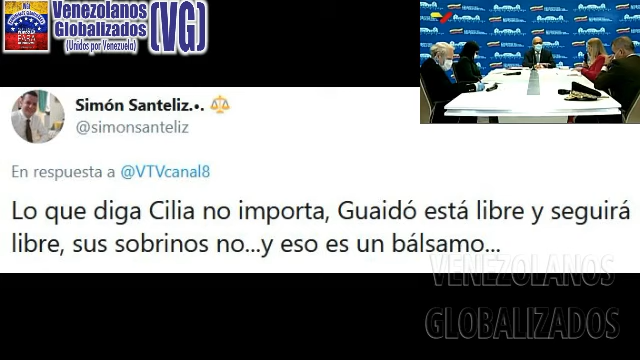 Venezolanos
Globalizados
(Unidos por Venezuela)
(VG)
Simón Santeliz.•.
@simonsanteliz
En respuesta a @VTVcanal8
Lo que diga Cilia no importa, Guaidó está libre y seguirá
libre, sus sobrinos no...y eso es un bálsamo...
VENEZOLANOS
GLOBALIZADOS